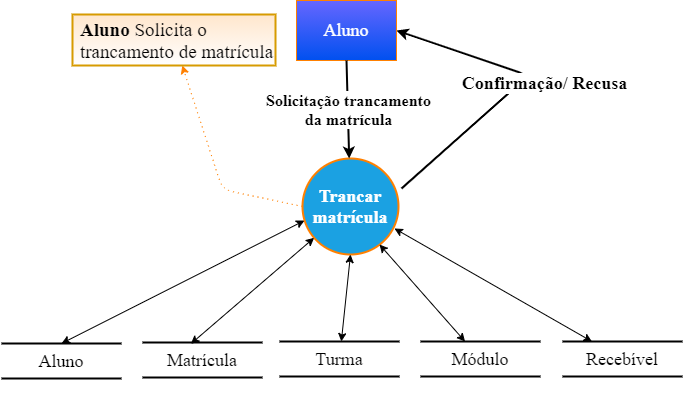 Aluno Solicita o
trancamento de matrícula
Aluno
Confirmação/ Recusa
Solicitação trancamento
da matrícula
Trancar
matrícula
Aluno
Matrícula
Turma
Módulo
Recebível